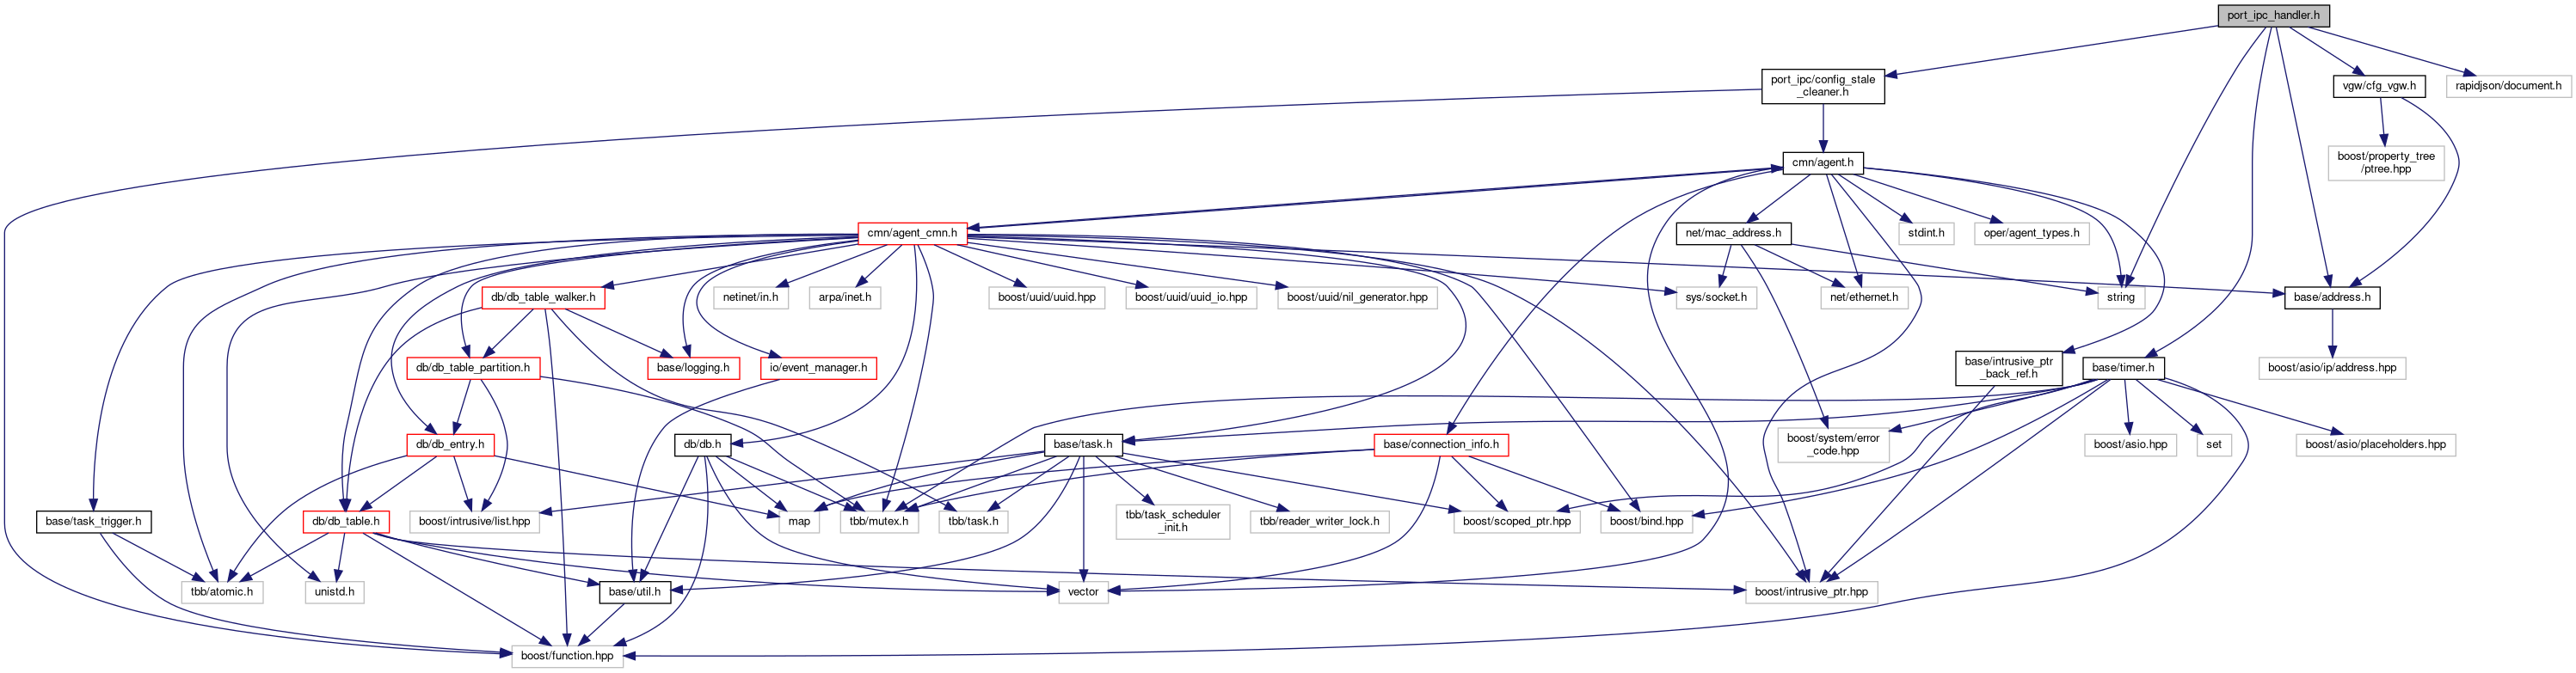 port_ipc_handler.h
port_ipc/config_stale
_cleaner.h
vgw/cfg_vgw.h
rapidjson/document.h
cmn/agent.h
boost/property_tree
/ptree.hpp
cmn/agent_cmn.h
net/mac_address.h
stdint.h
oper/agent_types.h
db/db_table_walker.h
netinet/in.h
arpa/inet.h
boost/uuid/uuid.hpp
boost/uuid/uuid_io.hpp
boost/uuid/nil_generator.hpp
sys/socket.h
net/ethernet.h
string
base/address.h
db/db_table_partition.h
base/logging.h
io/event_manager.h
base/intrusive_ptr
_back_ref.h
base/timer.h
boost/asio/ip/address.hpp
db/db_entry.h
db/db.h
base/task.h
base/connection_info.h
boost/system/error
_code.hpp
boost/asio.hpp
set
boost/asio/placeholders.hpp
base/task_trigger.h
db/db_table.h
boost/intrusive/list.hpp
map
tbb/mutex.h
tbb/task.h
tbb/task_scheduler
_init.h
tbb/reader_writer_lock.h
boost/scoped_ptr.hpp
boost/bind.hpp
tbb/atomic.h
unistd.h
base/util.h
vector
boost/intrusive_ptr.hpp
boost/function.hpp